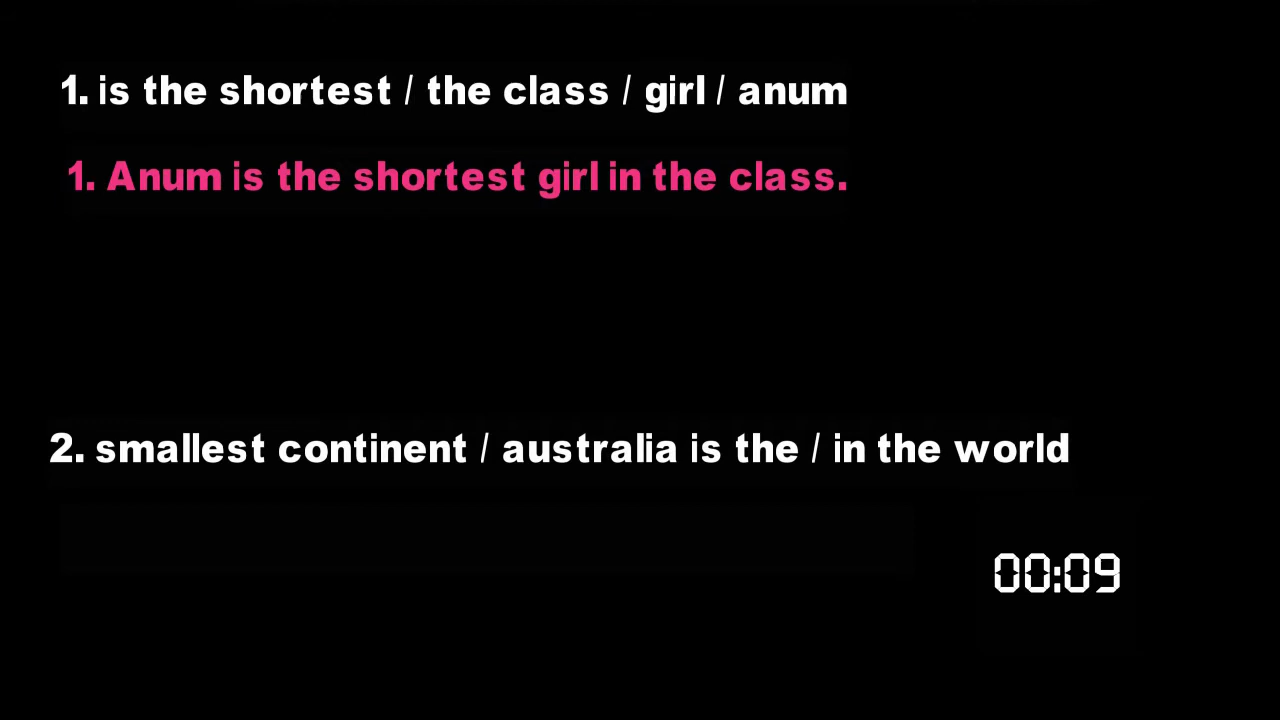 1. is the shortest / the class / girl / anum
1. Anum is the shortest girl in the class.
2. smallest continent / australia is the / in the world
00:09